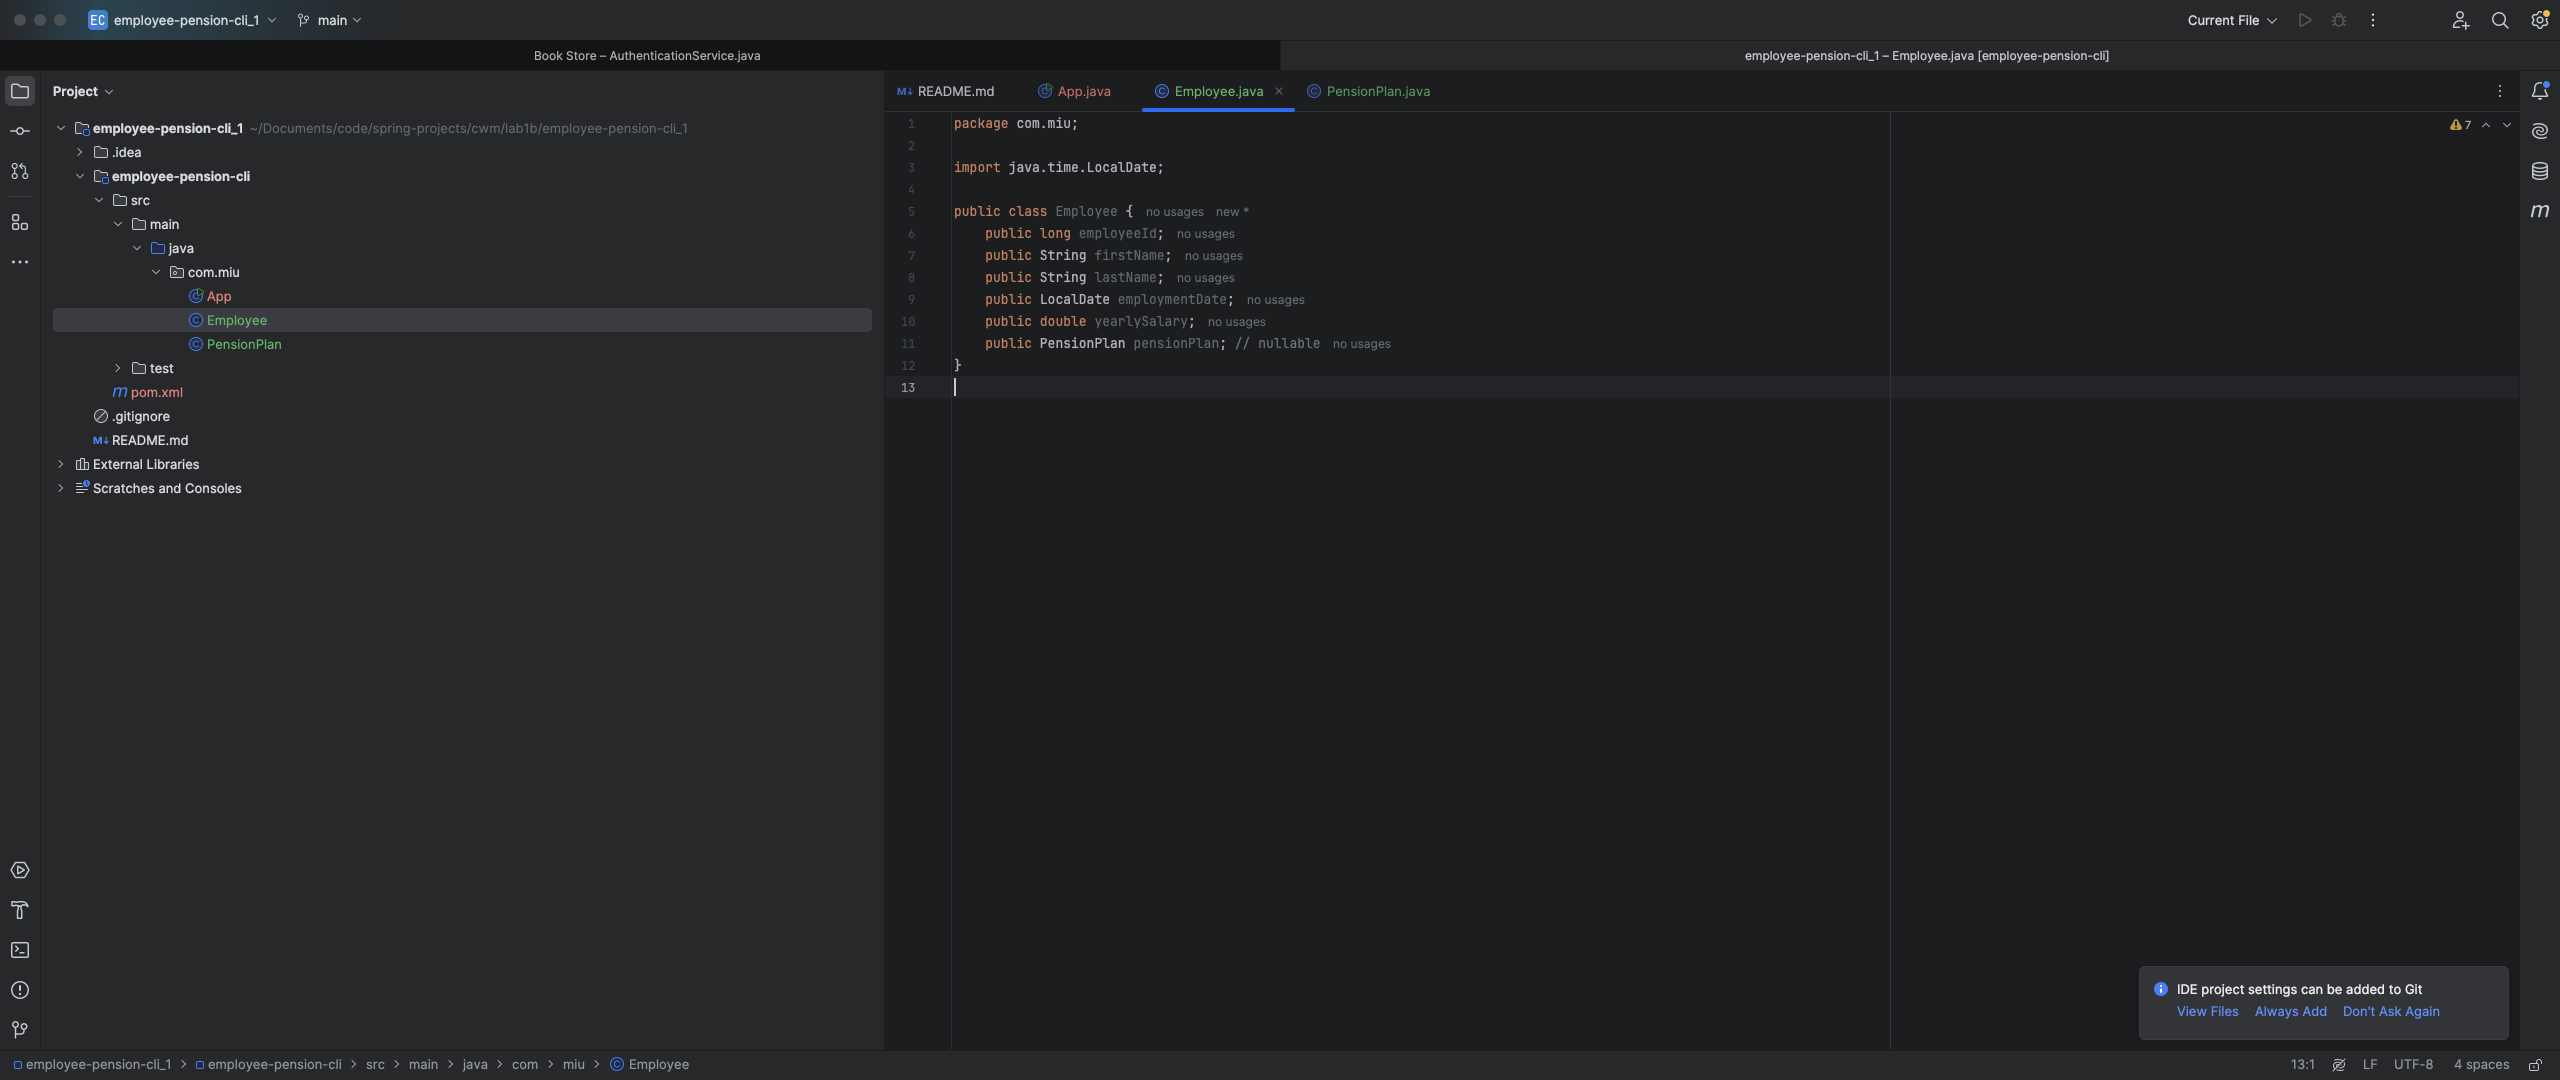 EC employee-pension-cli_1 main Current File
Book Store – AuthenticationService.java
employee-pension-cli_1 – Employee.java [employee-pension-cli]
Project
employee-pension-cli_1 ~/Documents/code/spring-projects/cwm/lab1b/employee-pension-cli_1
.idea
employee-pension-cli
src
main
java
com.miu
App
Employee
PensionPlan
test
m pom.xml
.gitignore
M↓ README.md
External Libraries
Scratches and Consoles
M↓ README.md App.java Employee.java PensionPlan.java
1 package com.miu;
2
3 import java.time.LocalDate;
4
5 public class Employee { no usages new *
6 public long employeeId; no usages
7 public String firstName; no usages
8 public String lastName; no usages
9 public LocalDate employmentDate; no usages
10 public double yearlySalary; no usages
11 public PensionPlan pensionPlan; // nullable no usages
12 }
13
7
m
IDE project settings can be added to Git
View Files Always Add Don't Ask Again
employee-pension-cli_1 > employee-pension-cli > src > main > java > com > miu > Employee
13:1 LF UTF-8 4 spaces